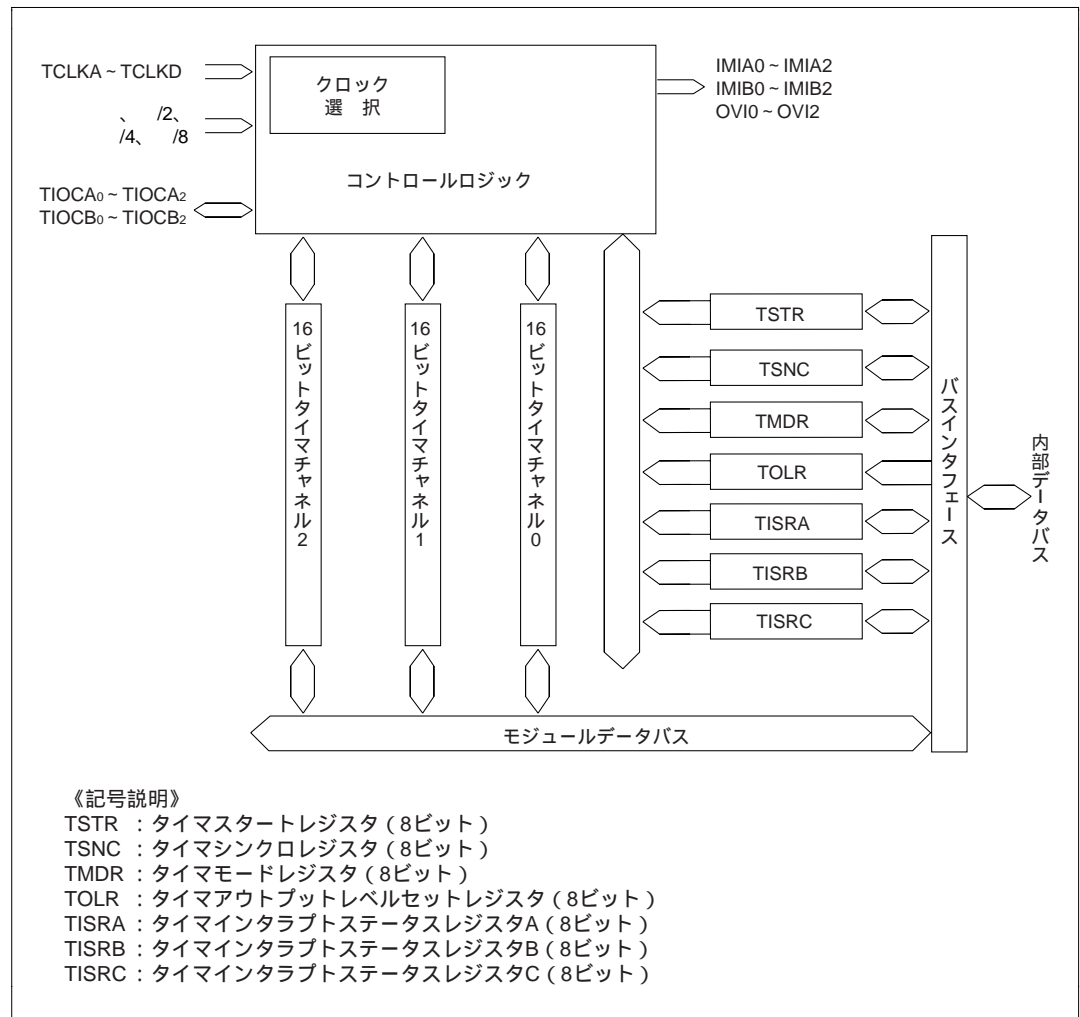 TCLKA ~ TCLKD
、 /2、
/4、 /8
TIOCA0 ~ TIOCA2
TIOCB0 ~ TIOCB2
クロック
選 択
コントロールロジック
IMIA0 ~ IMIA2
IMIB0 ~ IMIB2
OVI0 ~ OVI2
16ビットタイマチャネル2
16ビットタイマチャネル1
16ビットタイマチャネル0
TSTR
TSNC
TMDR
TOLR
TISRA
TISRB
TISRC
バスインタフェース
内部データバス
モジュールデータバス
《記号説明》
TSTR : タイマスタートレジスタ ( 8ビット )
TSNC : タイマシンクロレジスタ ( 8ビット )
TMDR : タイマモードレジスタ ( 8ビット )
TOLR : タイマアウトプットレベルセットレジスタ ( 8ビット )
TISRA : タイマインタラプトステータスレジスタA ( 8ビット )
TISRB : タイマインタラプトステータスレジスタB ( 8ビット )
TISRC : タイマインタラプトステータスレジスタC ( 8ビット )